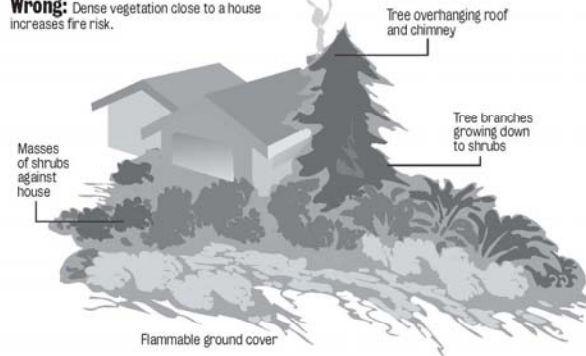 Wrong: Dense vegetation close to a house
increases fire risk.
Tree overhanging roof
and chimney
Tree branches
growing down
to shrubs
Masses
of shrubs
against
house
Flammable ground cover